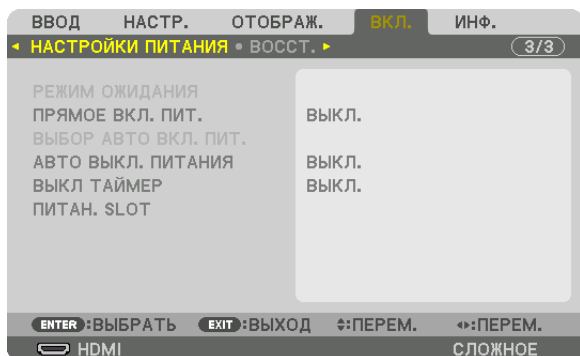 ВВОД НАСТР. ОТОБРАЖ. ВКЛ. ИНФ.
НАСТРОЙКИ ПИТАНИЯ • ВОССТ. 3/3
РЕЖИМ ОЖИДАНИЯ
ПРЯМОЕ ВКЛ. ПИТ. ВЫКЛ.
ВЫБОР АВТО ВКЛ. ПИТ.
АВТО ВЫКЛ. ПИТАНИЯ ВЫКЛ.
ВЫКЛ ТАЙМЕР ВЫКЛ.
ПИТАН. SLOT
ENTER :ВЫБРАТЬ EXIT :ВЫХОД :ПЕРЕМ. :ПЕРЕМ.
HDMI СЛОЖНОЕ